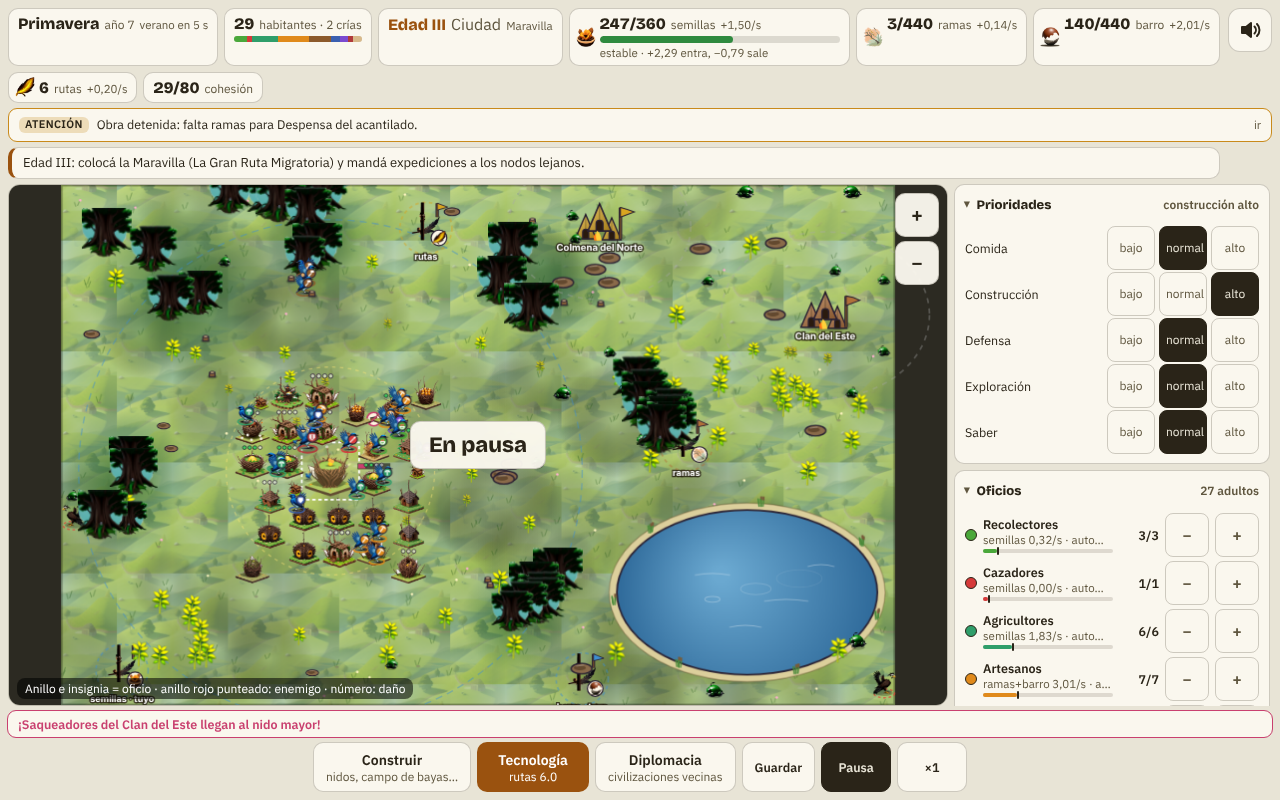 Primavera año 7 verano en 5 s
29 habitantes · 2 crías
Edad III Ciudad Maravilla
247/360 semillas +1,50/s
estable · +2,29 entra, −0,79 sale
3/440 ramas +0,14/s
140/440 barro +2,01/s
6 rutas +0,20/s
29/80 cohesión
ATENCIÓN Obra detenida: falta ramas para Despensa del acantilado. ir
Edad III: colocá la Maravilla (La Gran Ruta Migratoria) y mandá expediciones a los nodos lejanos.
+
−
rutas
Colmena del Norte
Clan del Este
En pausa
ramas
semillas · tuyo
Anillo e insignia = oficio · anillo rojo punteado: enemigo · número: daño
▼ Prioridades construcción alto
Comida bajo normal alto
Construcción bajo normal alto
Defensa bajo normal alto
Exploración bajo normal alto
Saber bajo normal alto
▼ Oficios 27 adultos
Recolectores
semillas 0,32/s · auto…
3/3 − +
Cazadores
semillas 0,00/s · auto…
1/1 − +
Agricultores
semillas 1,83/s · auto…
6/6 − +
Artesanos
ramas+barro 3,01/s · a…
7/7 − +
¡Saqueadores del Clan del Este llegan al nido mayor!
Construir
nidos, campo de bayas…
Tecnología
rutas 6.0
Diplomacia
civilizaciones vecinas
Guardar
Pausa
×1